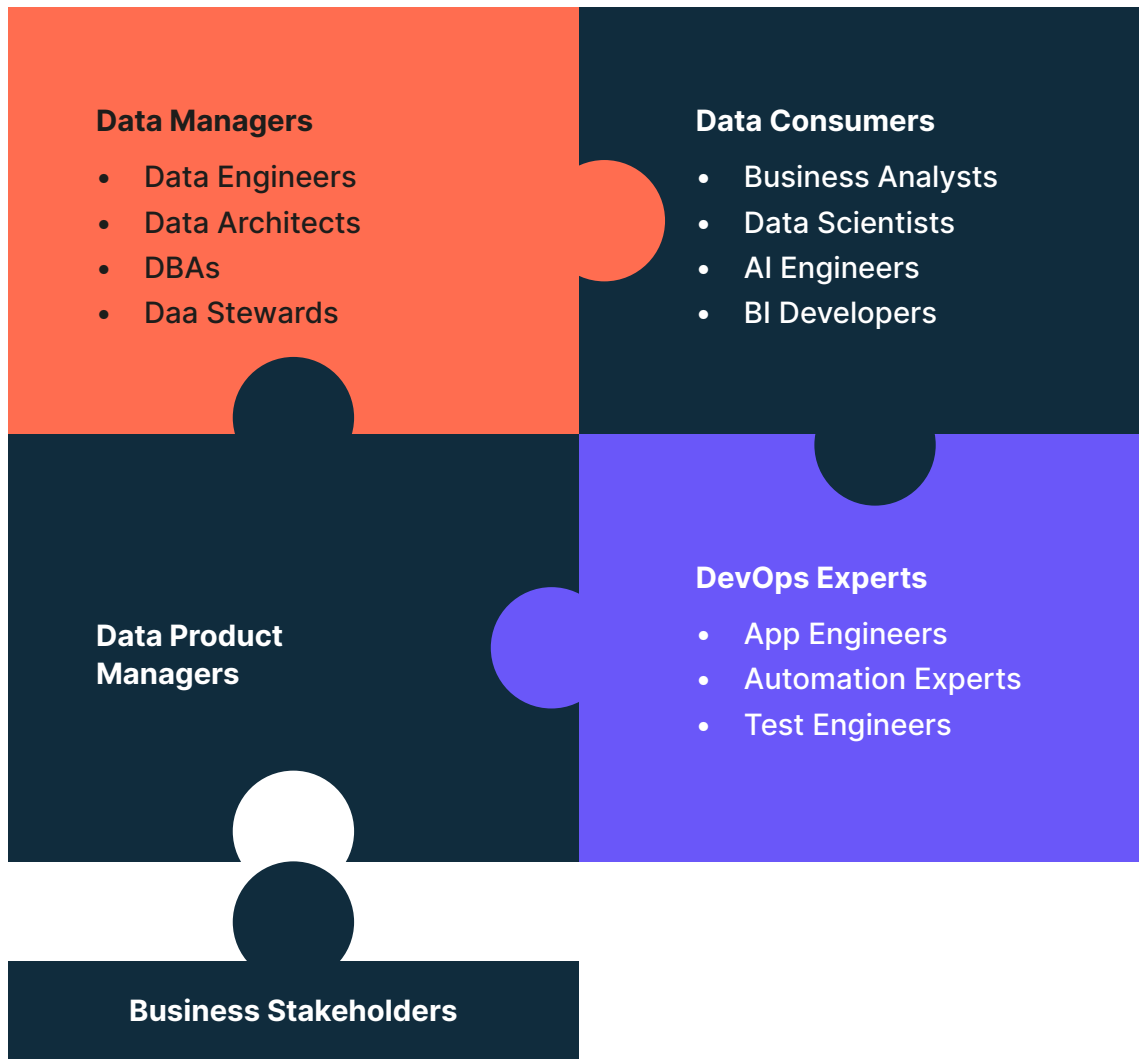 Data Managers
• Data Engineers
• Data Architects
• DBAs
• Daa Stewards
Data Consumers
• Business Analysts
• Data Scientists
• AI Engineers
• BI Developers
Data Product
Managers
DevOps Experts
• App Engineers
• Automation Experts
• Test Engineers
Business Stakeholders